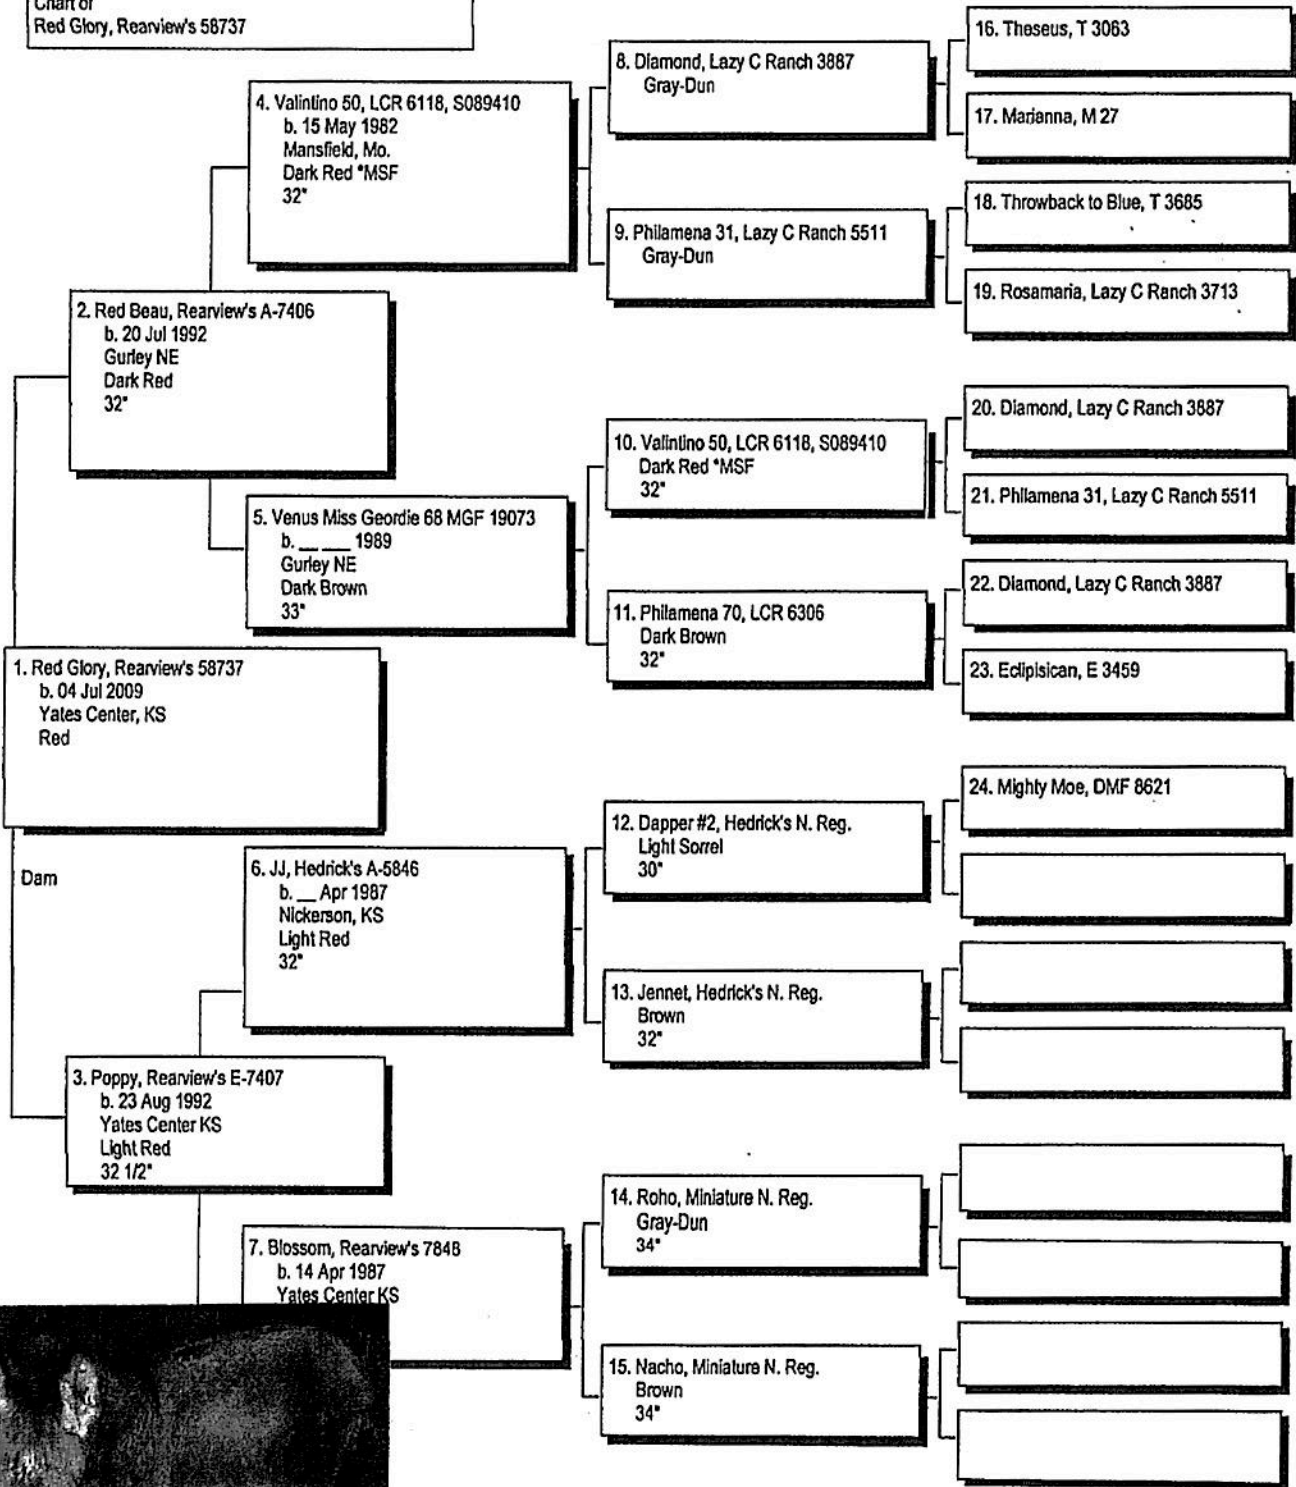 Chart of
Red Glory, Rearview's 58737
16. Theseus, T 3063
8. Diamond, Lazy C Ranch 3887
Gray-Dun
17. Marianna, M 27
4. Valintino 50, LCR 6118, S089410
b. 15 May 1982
Mansfield, Mo.
Dark Red *MSF
32"
18. Throwback to Blue, T 3685
9. Philamena 31, Lazy C Ranch 5511
Gray-Dun
19. Rosamaria, Lazy C Ranch 3713
2. Red Beau, Rearview's A-7406
b. 20 Jul 1992
Gurley NE
Dark Red
32"
20. Diamond, Lazy C Ranch 3887
10. Valintino 50, LCR 6118, S089410
Dark Red *MSF
32"
21. Philamena 31, Lazy C Ranch 5511
5. Venus Miss Geordie 68 MGF 19073
b. __ ___ 1989
Gurley NE
Dark Brown
33"
22. Diamond, Lazy C Ranch 3887
11. Philamena 70, LCR 6306
Dark Brown
32"
23. Eclipisican, E 3459
1. Red Glory, Rearview's 58737
b. 04 Jul 2009
Yates Center, KS
Red
24. Mighty Moe, DMF 8621
12. Dapper #2, Hedrick's N. Reg.
Light Sorrel
30"
Dam
6. JJ, Hedrick's A-5846
b. __ Apr 1987
Nickerson, KS
Light Red
32"
13. Jennet, Hedrick's N. Reg.
Brown
32"
3. Poppy, Rearview's E-7407
b. 23 Aug 1992
Yates Center KS
Light Red
32 1/2"
14. Roho, Miniature N. Reg.
Gray-Dun
34"
7. Blossom, Rearview's 7848
b. 14 Apr 1987
Yates Center KS
15. Nacho, Miniature N. Reg.
Brown
34"